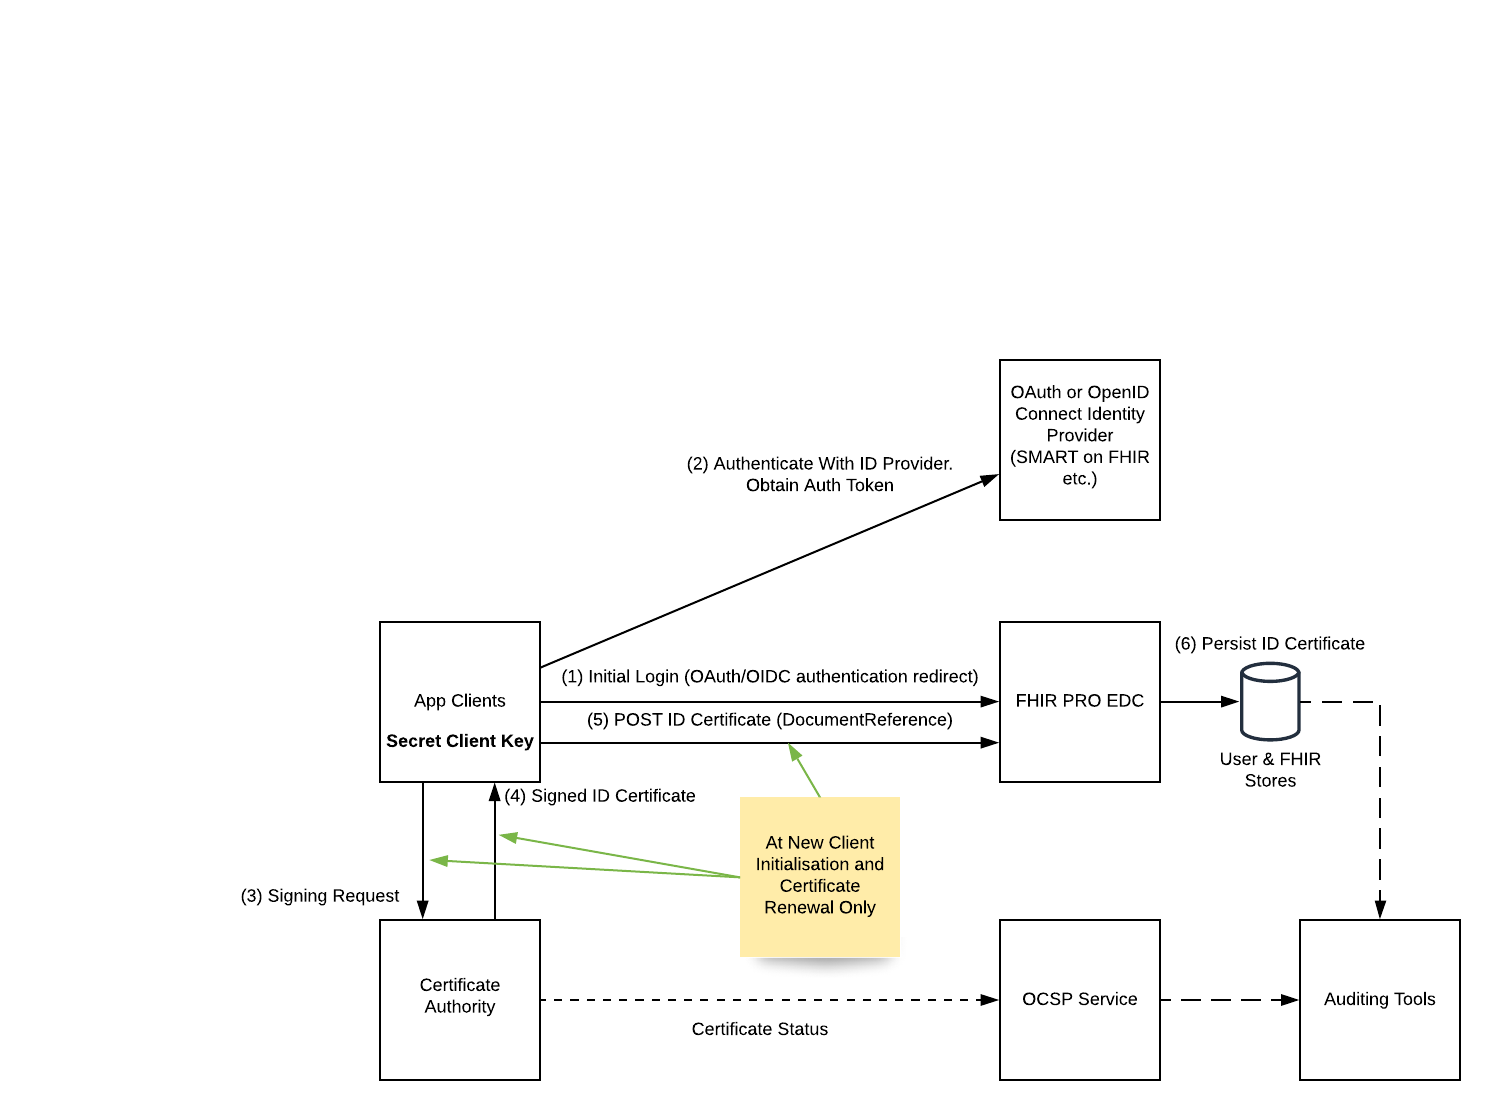 OAuth or OpenID
Connect Identity
Provider
(SMART on FHIR
etc.)
(2) Authenticate With ID Provider.
Obtain Auth Token
(1) Initial Login (OAuth/OIDC authentication redirect)
(5) POST ID Certificate (DocumentReference)
App Clients
Secret Client Key
FHIR PRO EDC
(6) Persist ID Certificate
User & FHIR
Stores
(4) Signed ID Certificate
At New Client
Initialisation and
Certificate
Renewal Only
(3) Signing Request
Certificate
Authority
Certificate Status
OCSP Service
Auditing Tools